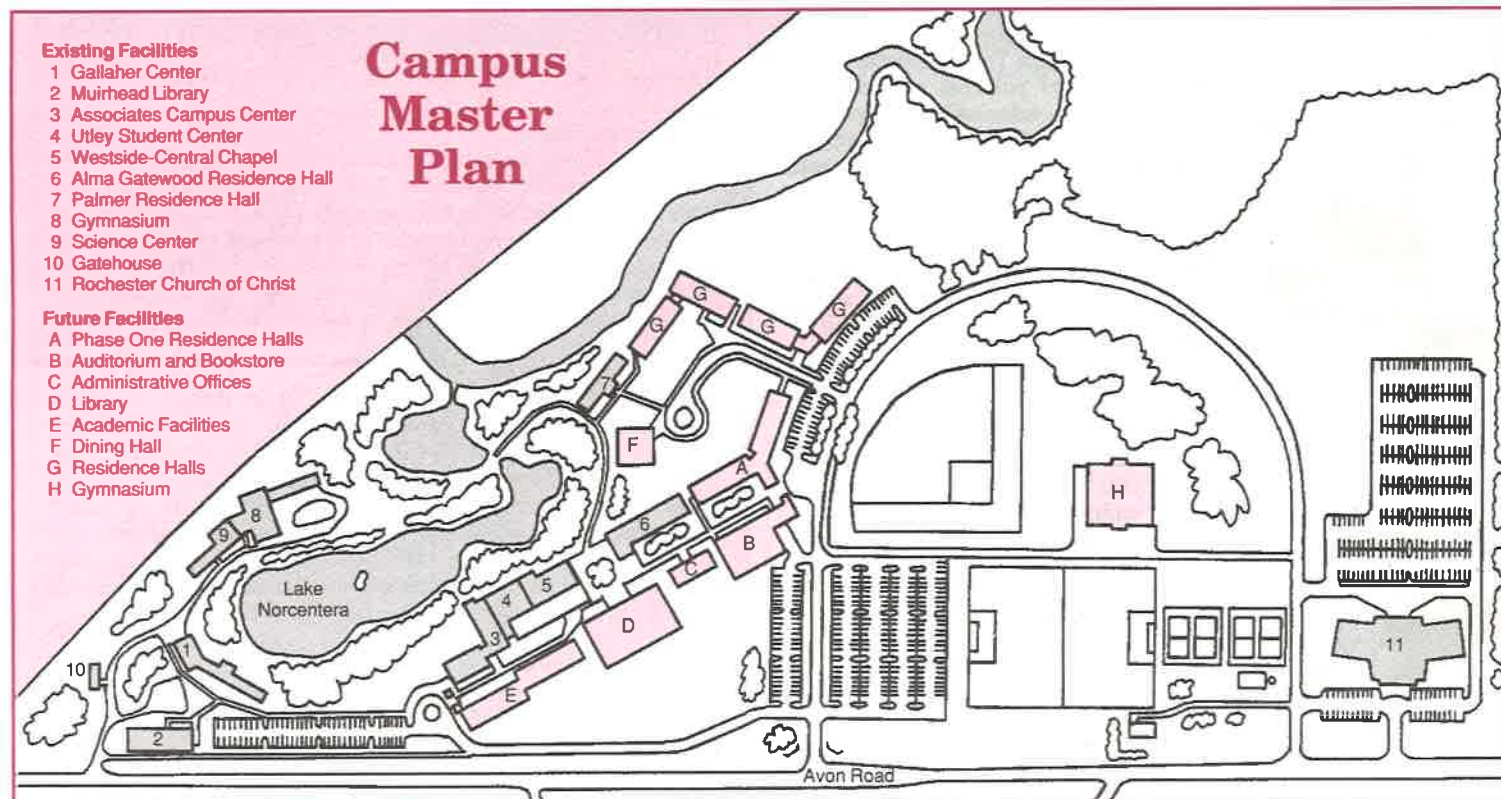 Campus
Master
Plan
Existing Facilities
1 Gallaher Center
2 Muirhead Library
3 Associates Campus Center
4 Utley Student Center
5 Westside-Central Chapel
6 Alma Gatewood Residence Hall
7 Palmer Residence Hall
8 Gymnasium
9 Science Center
10 Gatehouse
11 Rochester Church of Christ
Future Facilities
A Phase One Residence Halls
B Auditorium and Bookstore
C Administrative Offices
D Library
E Academic Facilities
F Dining Hall
G Residence Halls
H Gymnasium
G
G
G
G
7
F
A
H
8
6
9
B
C
5
Lake
Norcentera
4
D
3
11
1
10
E
2
Avon Road